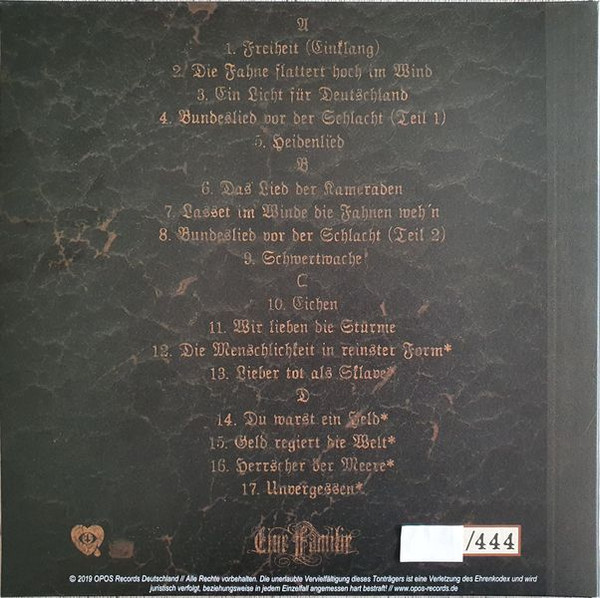 A
1. Freiheit (Einklang)
2. Die Fahne flattert hoch im Wind
3. Ein Licht für Deutschland
4. Bundeslied vor der Schlacht (Teil 1)
5. Heidenlied
B
6. Das Lied der Kameraden
7. Lasset im Winde die Fahnen weh'n
8. Bundeslied vor der Schlacht (Teil 2)
9. Schwertwache
C
10. Eichen
11. Wir lieben die Stürme
12. Die Menschlichkeit in reinster Form*
13. Lieber tot als Sklave*
D
14. Du warst ein Held*
15. Geld regiert die Welt*
16. Herrscher der Meere*
17. Unvergessen*
Eine Familie
/444
© 2019 OPOS Records Deutschland // Alle Rechte vorbehalten. Die unerlaubte Vervielfältigung dieses Tonträgers ist eine Verletzung des Ehrenkodex und wird
juristisch verfolgt, beziehungsweise in jedem Einzelfall angemessen hart bestraft! // www.opos-records.de